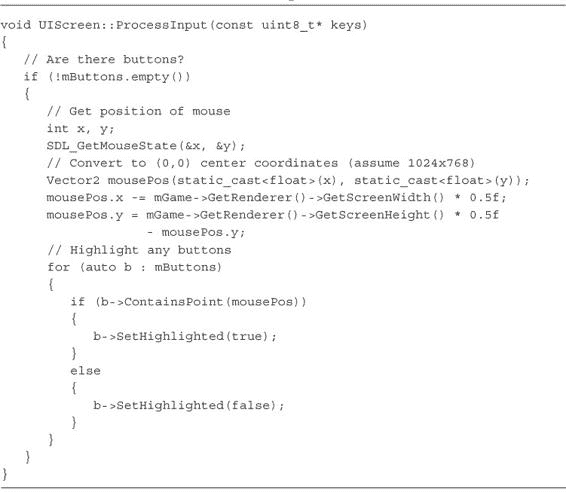 void UIScreen::ProcessInput(const uint8_t* keys)
{
   // Are there buttons?
   if (!mButtons.empty())
   {
      // Get position of mouse
      int x, y;
      SDL_GetMouseState(&x, &y);
      // Convert to (0,0) center coordinates (assume 1024x768)
      Vector2 mousePos(static_cast<float>(x), static_cast<float>(y));
      mousePos.x -= mGame->GetRenderer()->GetScreenWidth() * 0.5f;
      mousePos.y = mGame->GetRenderer()->GetScreenHeight() * 0.5f
                   - mousePos.y;
      // Highlight any buttons
      for (auto b : mButtons)
      {
         if (b->ContainsPoint(mousePos))
         {
            b->SetHighlighted(true);
         }
         else
         {
            b->SetHighlighted(false);
         }
      }
   }
}